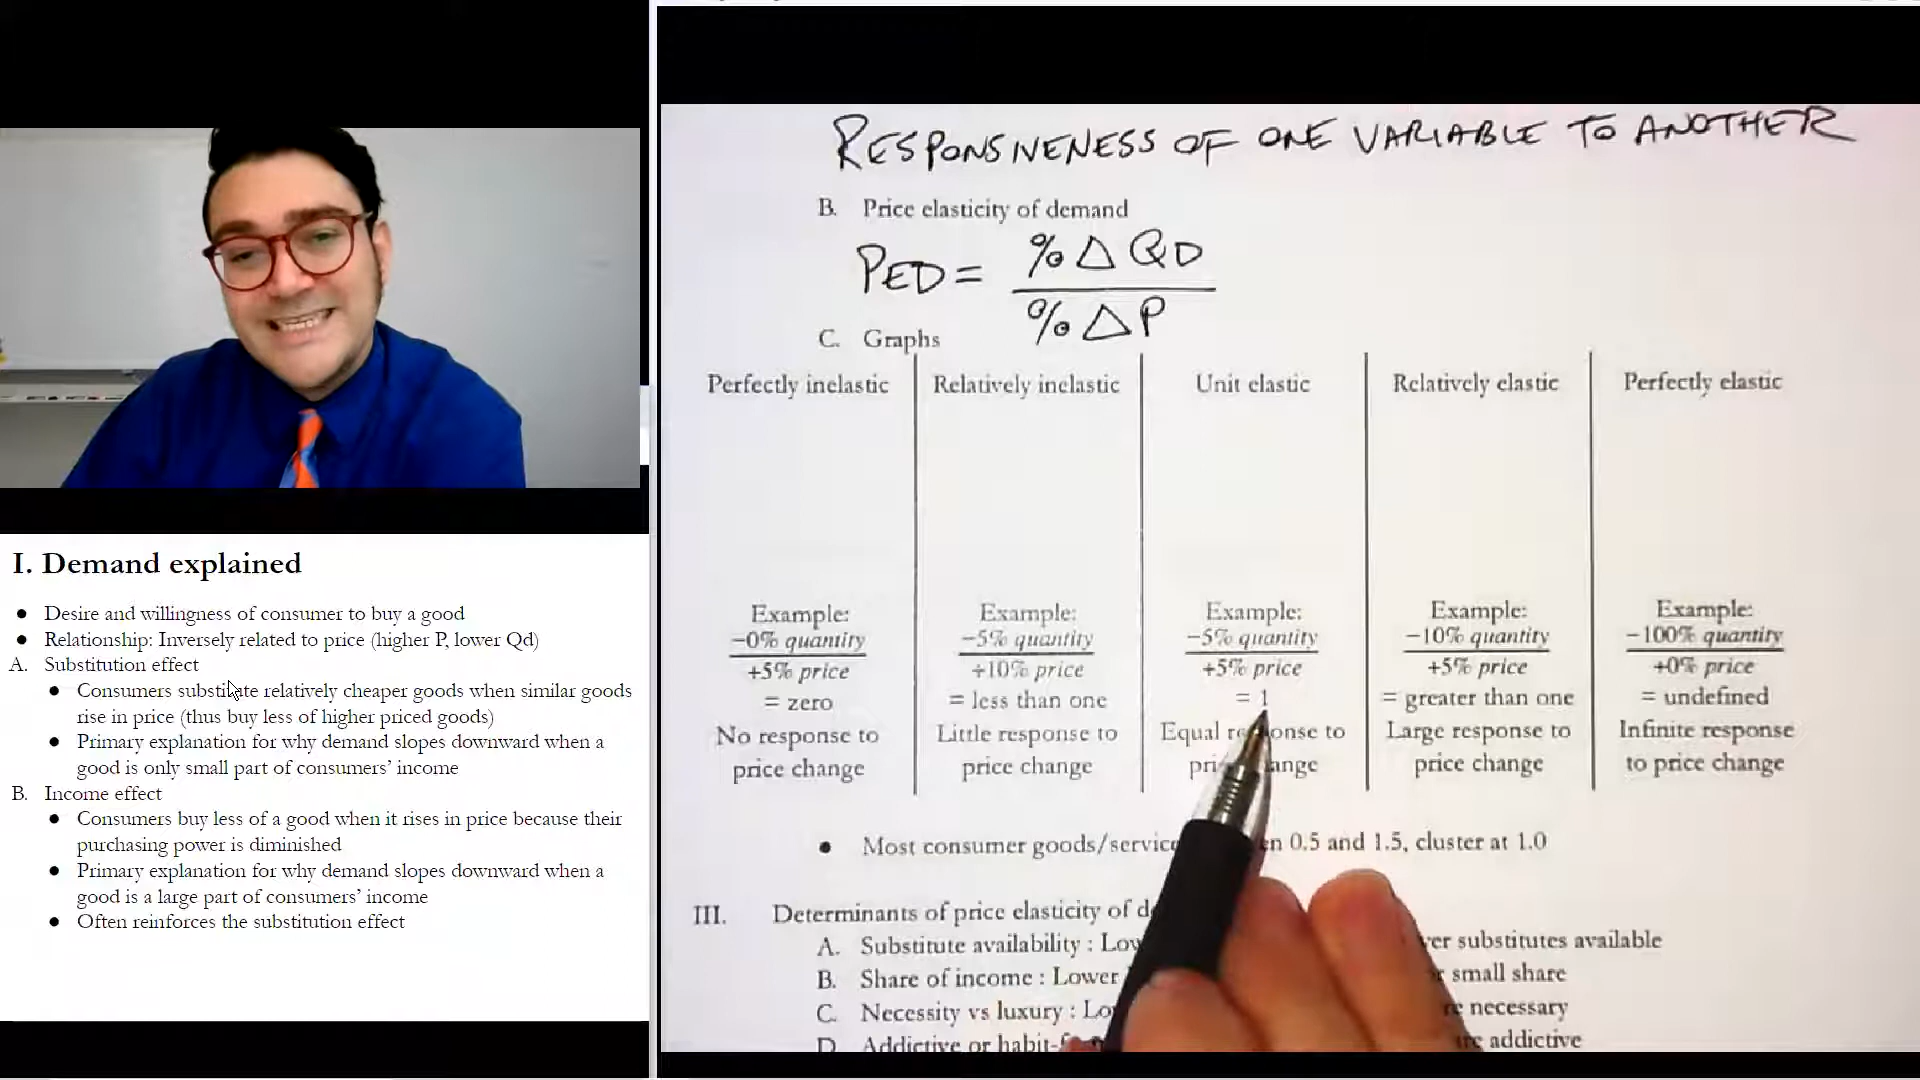 I. Demand explained
● Desire and willingness of consumer to buy a good
● Relationship: Inversely related to price (higher P, lower Qd)
A. Substitution effect
● Consumers substitute relatively cheaper goods when similar goods
rise in price (thus buy less of higher priced goods)
● Primary explanation for why demand slopes downward when a
good is only small part of consumers’ income
B. Income effect
● Consumers buy less of a good when it rises in price because their
purchasing power is diminished
● Primary explanation for why demand slopes downward when a
good is a large part of consumers’ income
● Often reinforces the substitution effect
RESPONSIVENESS OF ONE VARIABLE TO ANOTHER
B. Price elasticity of demand
PED = %ΔQD
%ΔP
C. Graphs
Perfectly inelastic
Example:
−0% quantity
+5% price
= zero
No response to
price change
Relatively inelastic
Example:
−5% quantity
+10% price
= less than one
Little response to
price change
Unit elastic
Example:
−5% quantity
+5% price
= 1
Equal to
Relatively elastic
Example:
−10% quantity
+5% price
= greater than one
Large response to
price change
Perfectly elastic
Example:
−100% quantity
+0% price
= undefined
Infinite response
to price change
● Most consumer goods/ 0.5 and 1.5, cluster at 1.0
III. Determinants of price elasticity of
A. Substitute availability : substitutes available
B. Share of income : Lower small share
C. Necessity vs luxury : necessary
D. Addictive or addictive